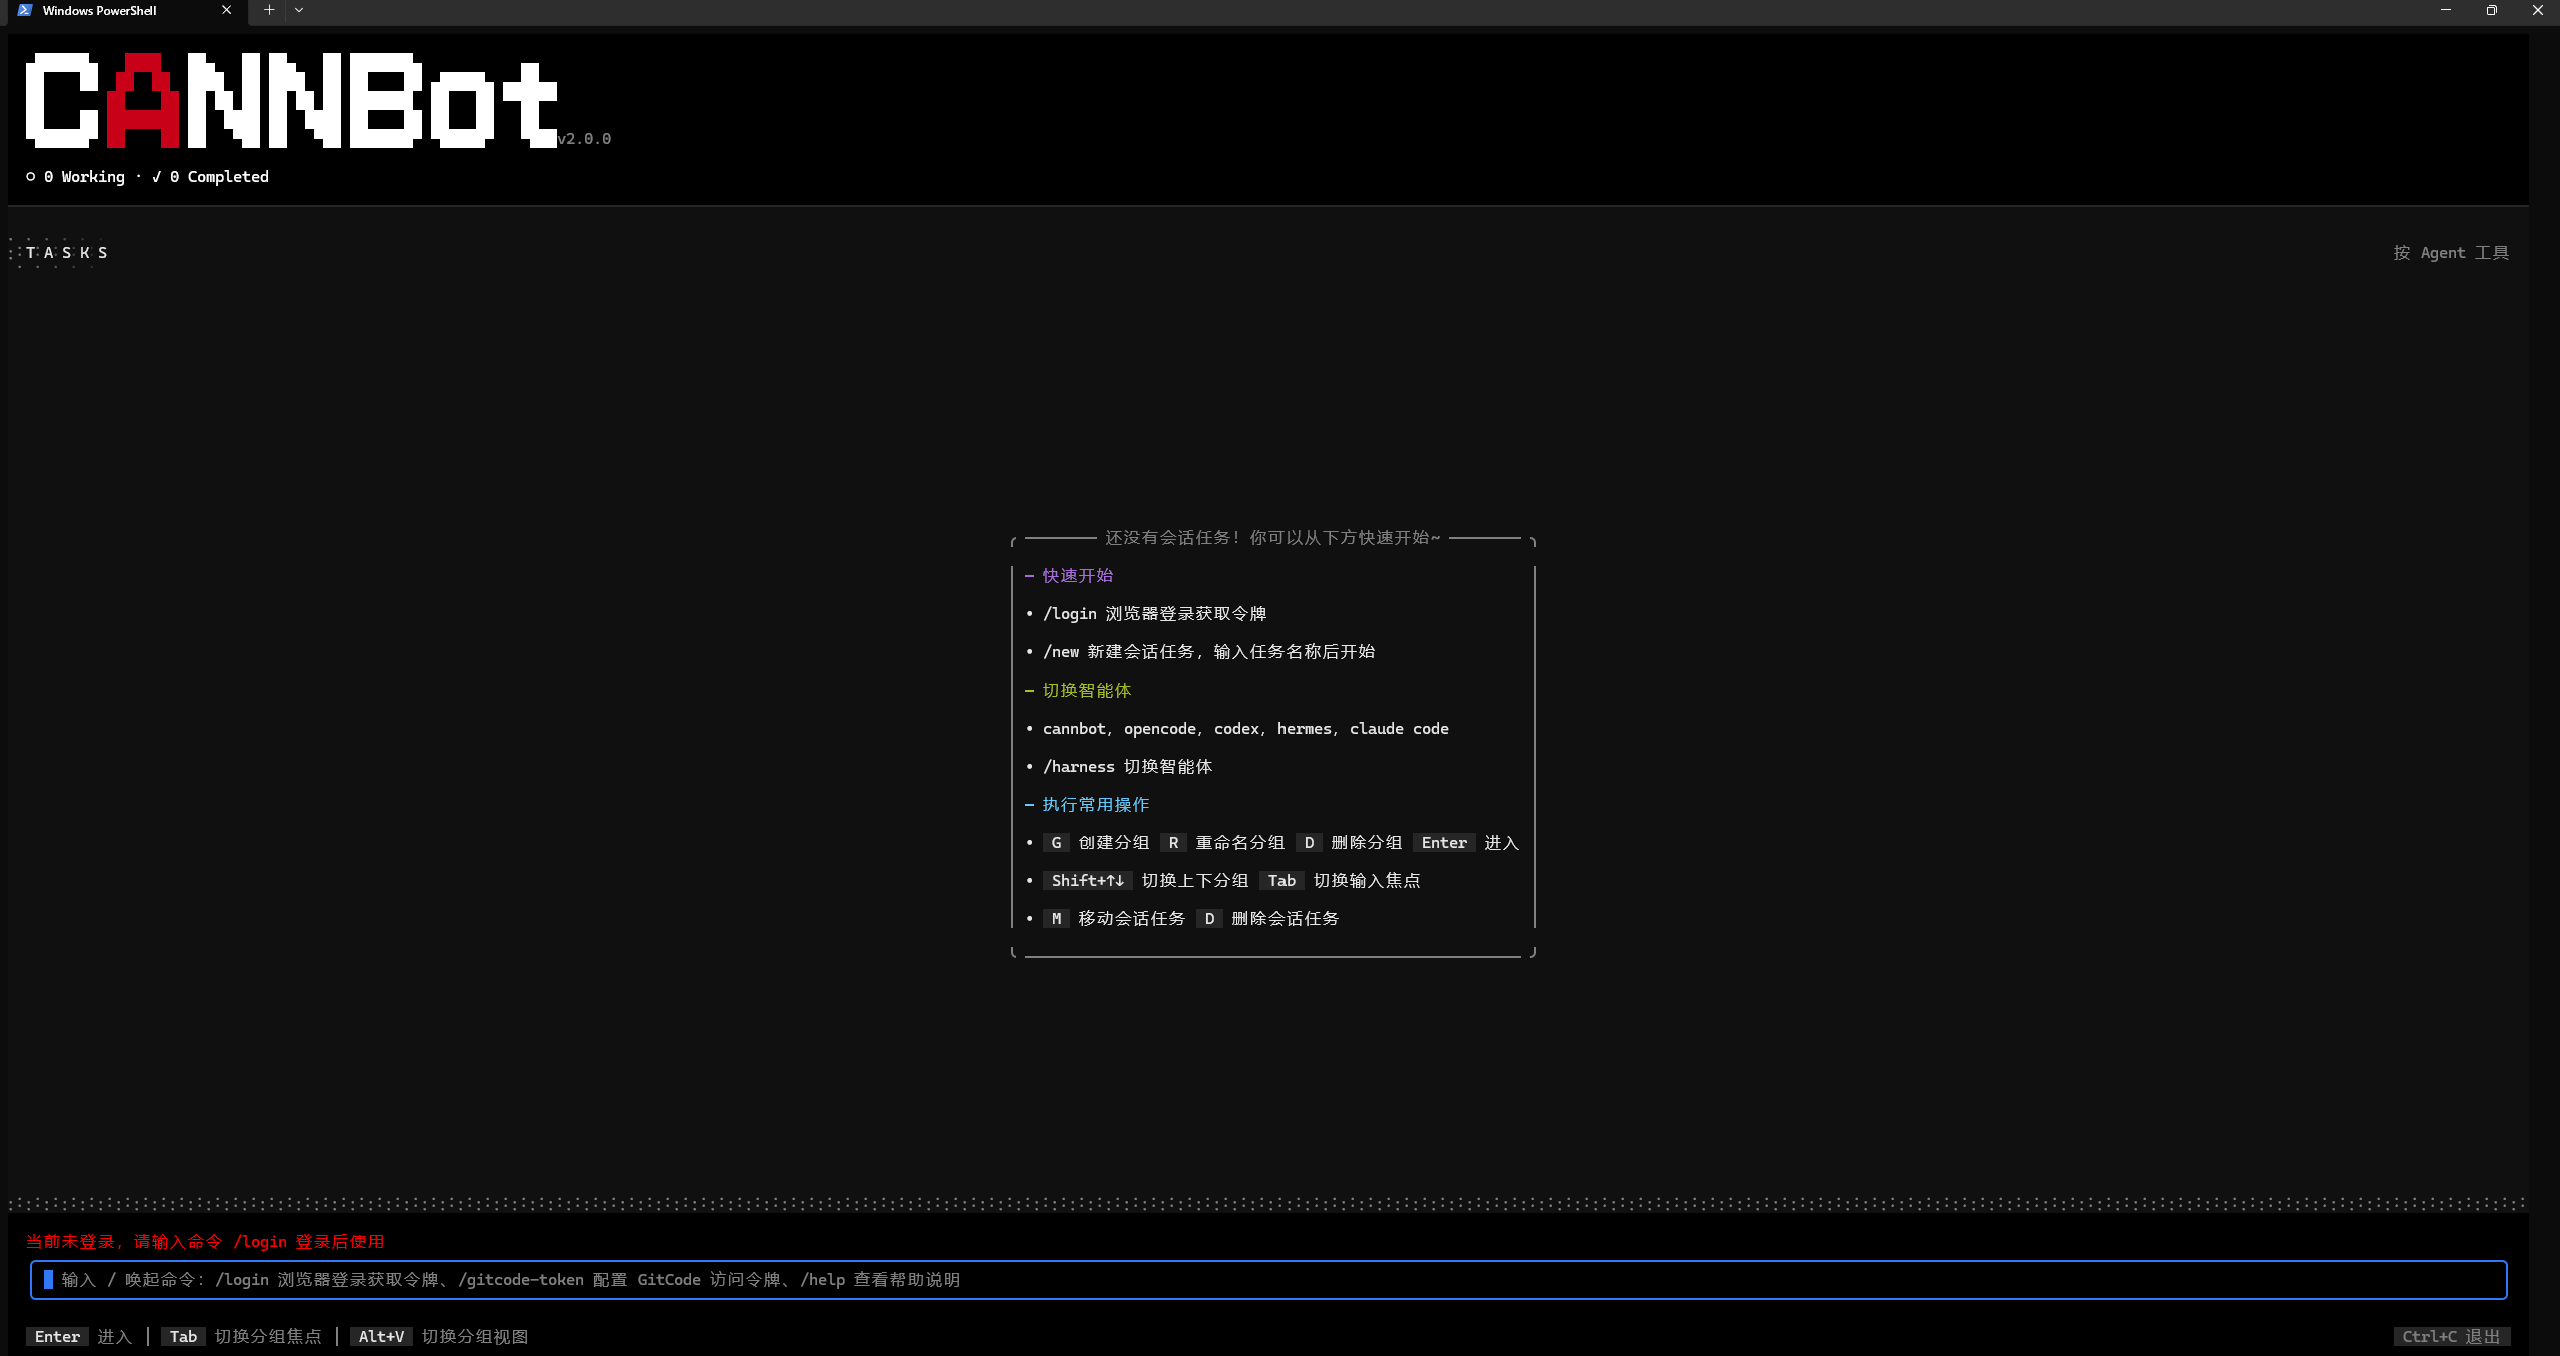 Windows PowerShell
CANNBot v2.0.0
○ 0 Working · ✓ 0 Completed
TASKS
按 Agent 工具
还没有会话任务！你可以从下方快速开始~
— 快速开始
• /login 浏览器登录获取令牌
• /new 新建会话任务，输入任务名称后开始
— 切换智能体
• cannbot, opencode, codex, hermes, claude code
• /harness 切换智能体
— 执行常用操作
• G 创建分组 R 重命名分组 D 删除分组 Enter 进入
• Shift+↑↓ 切换上下分组 Tab 切换输入焦点
• M 移动会话任务 D 删除会话任务
当前未登录，请输入命令 /login 登录后使用
输入 / 唤起命令：/login 浏览器登录获取令牌、/gitcode-token 配置 GitCode 访问令牌、/help 查看帮助说明
Enter 进入 | Tab 切换分组焦点 | Alt+V 切换分组视图
Ctrl+C 退出